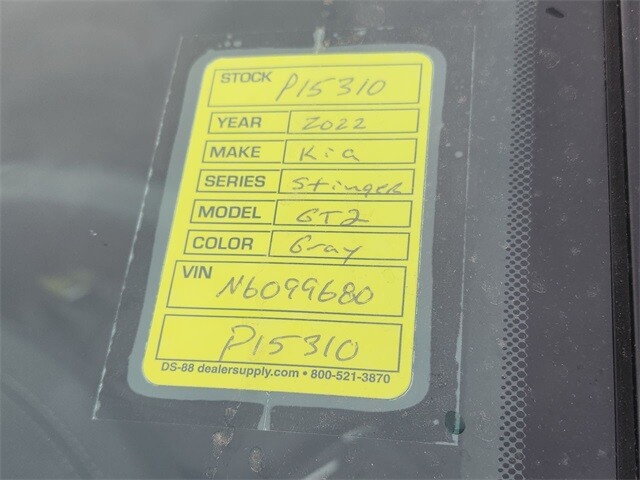 STOCK P15310
YEAR 2022
MAKE Kia
SERIES Stinger
MODEL GT2
COLOR Gray
VIN N6099680
P15310
DS-88 dealersupply.com • 800-521-3870